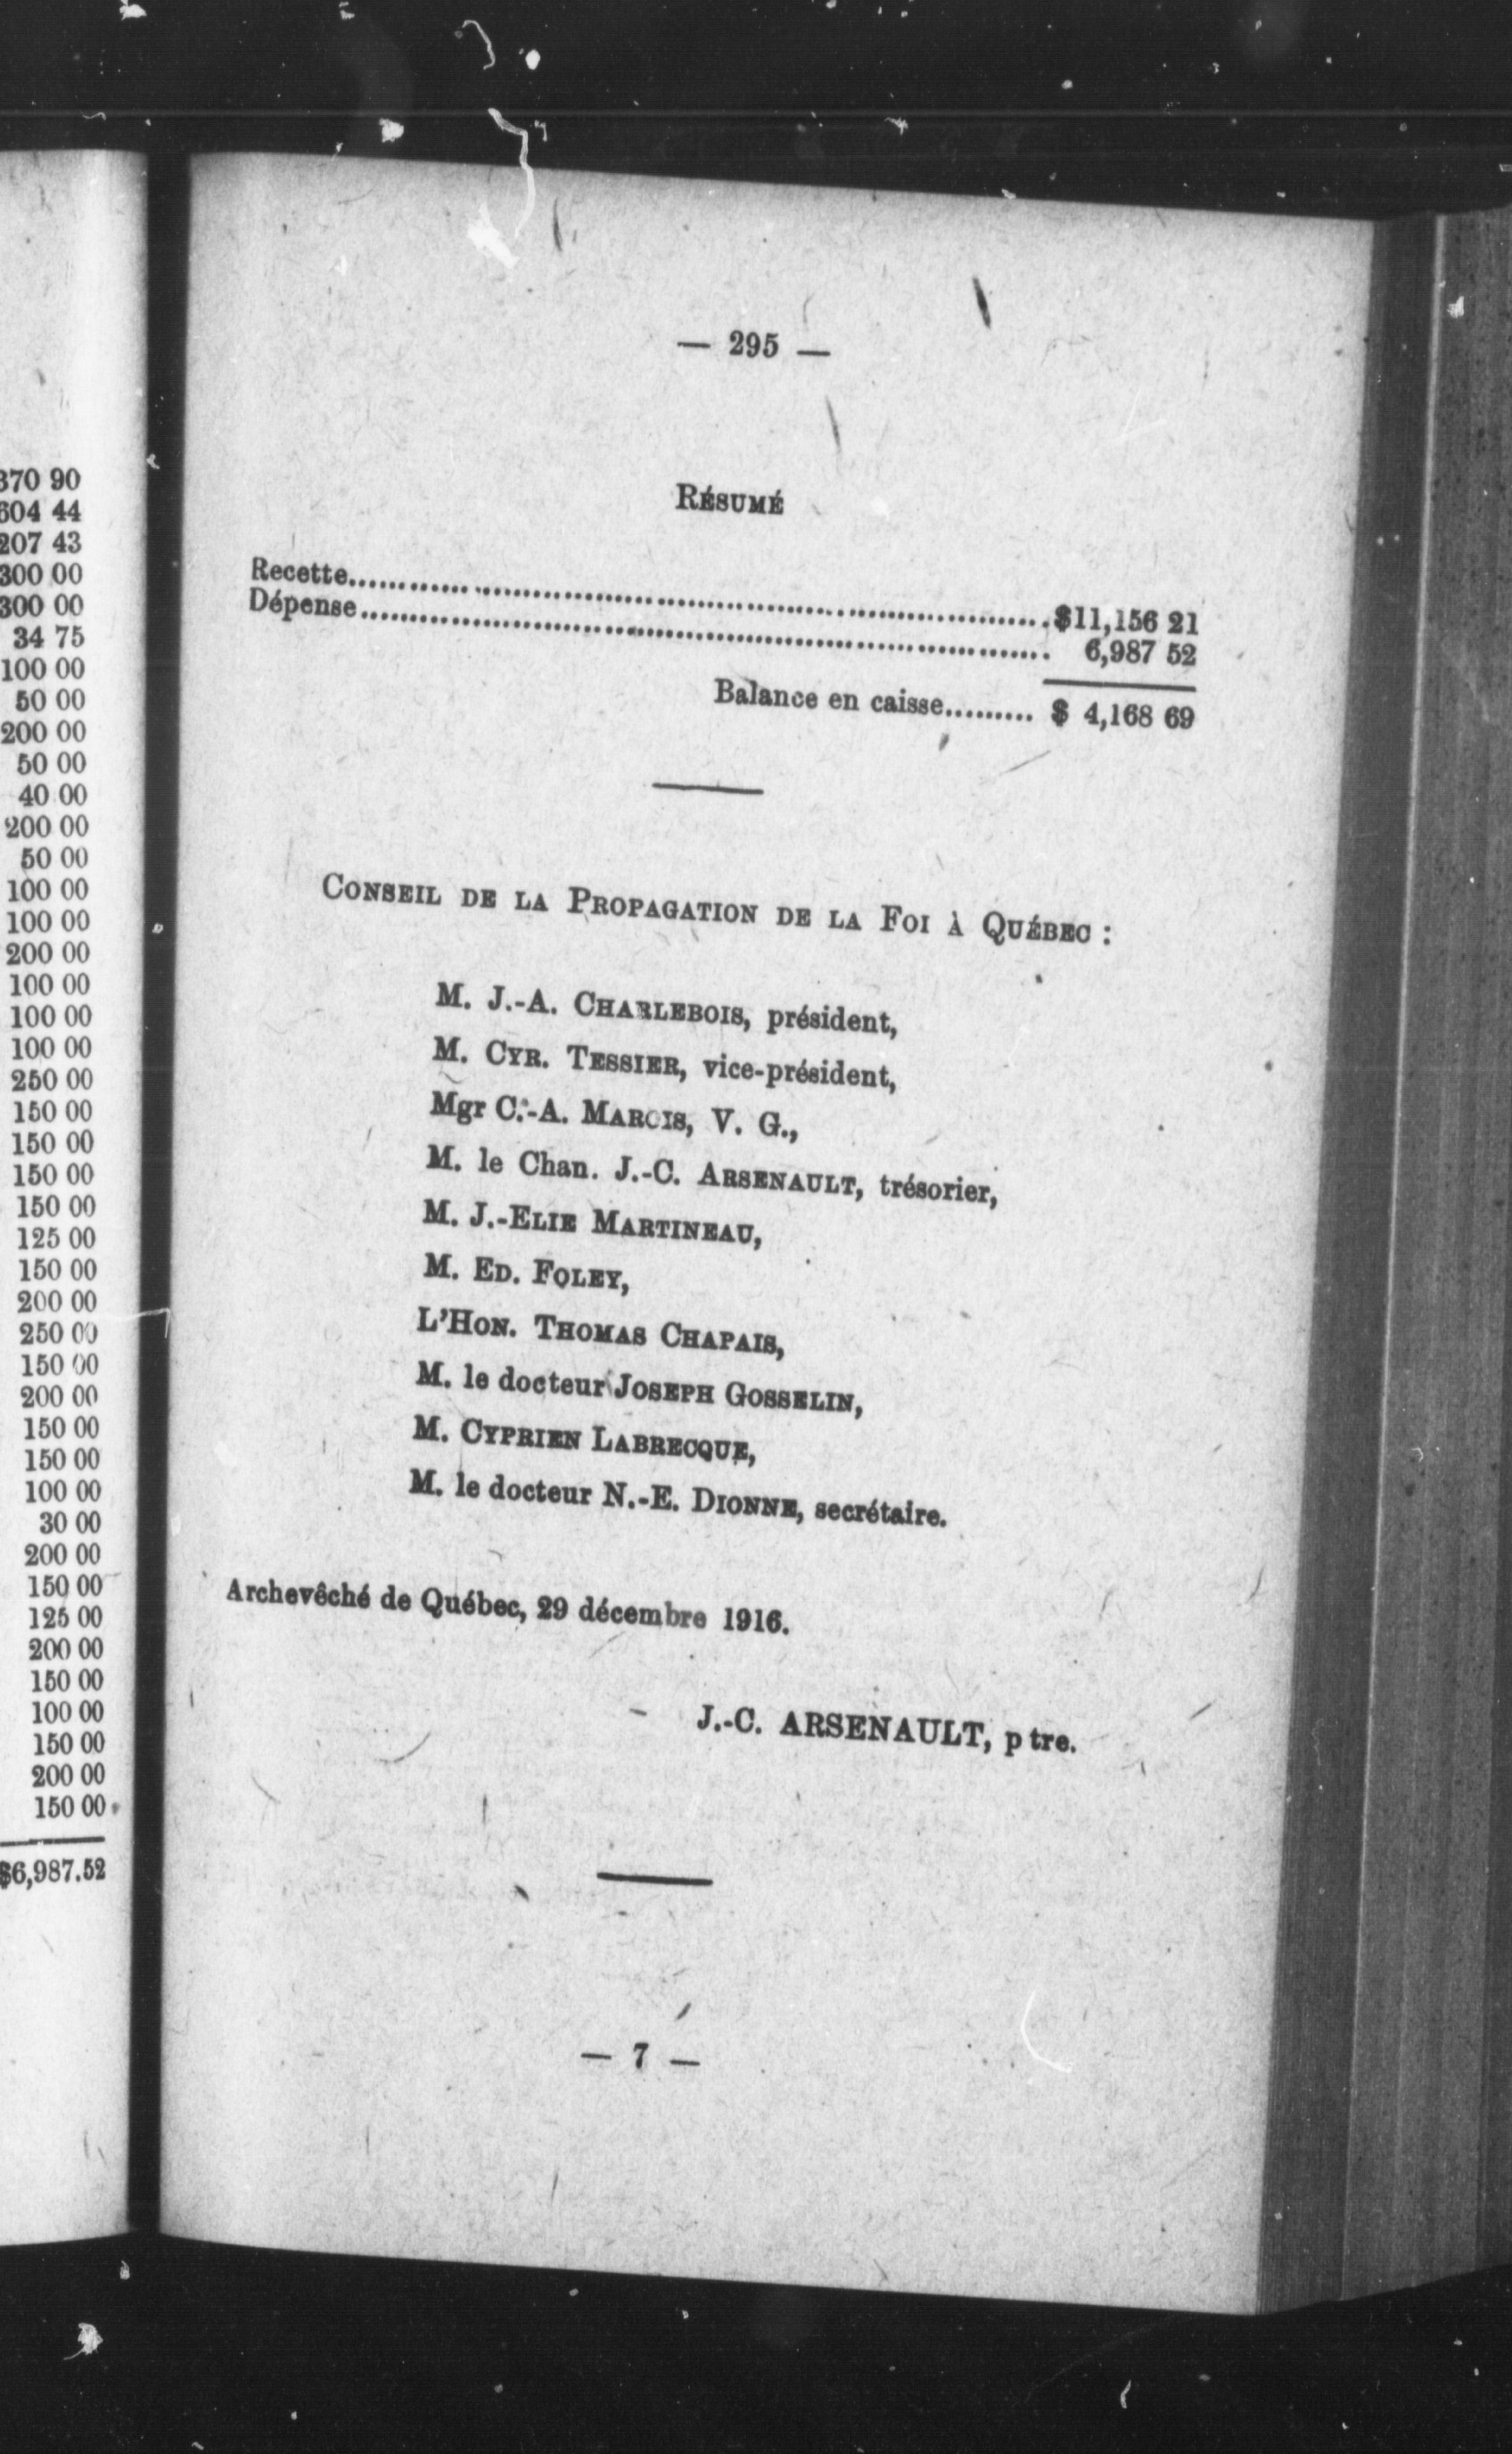 370 90
604 44
207 43
300 00
300 00
34 75
100 00
50 00
200 00
50 00
40 00
200 00
50 00
100 00
100 00
200 00
100 00
100 00
100 00
250 00
150 00
150 00
150 00
150 00
125 00
150 00
200 00
250 00
150 00
200 00
150 00
150 00
100 00
30 00
200 00
150 00
125 00
200 00
150 00
100 00
150 00
200 00
150 00
$6,987.52
— 295 —
RÉSUMÉ
Recette.......................................................$11,156 21
Dépense....................................................... 6,987 52
Balance en caisse......... $ 4,168 69
CONSEIL DE LA PROPAGATION DE LA FOI À QUÉBEC :
M. J.-A. CHARLEBOIS, président,
M. CYR. TESSIER, vice-président,
Mgr C.-A. MAROIS, V. G.,
M. le Chan. J.-C. ARSENAULT, trésorier,
M. J.-ELIE MARTINEAU,
M. ED. FOLEY,
L'HON. THOMAS CHAPAIS,
M. le docteur JOSEPH GOSSELIN,
M. CYPRIEN LABRECQUE,
M. le docteur N.-E. DIONNE, secrétaire.
Archevêché de Québec, 29 décembre 1916.
J.-C. ARSENAULT, ptre.
— 7 —